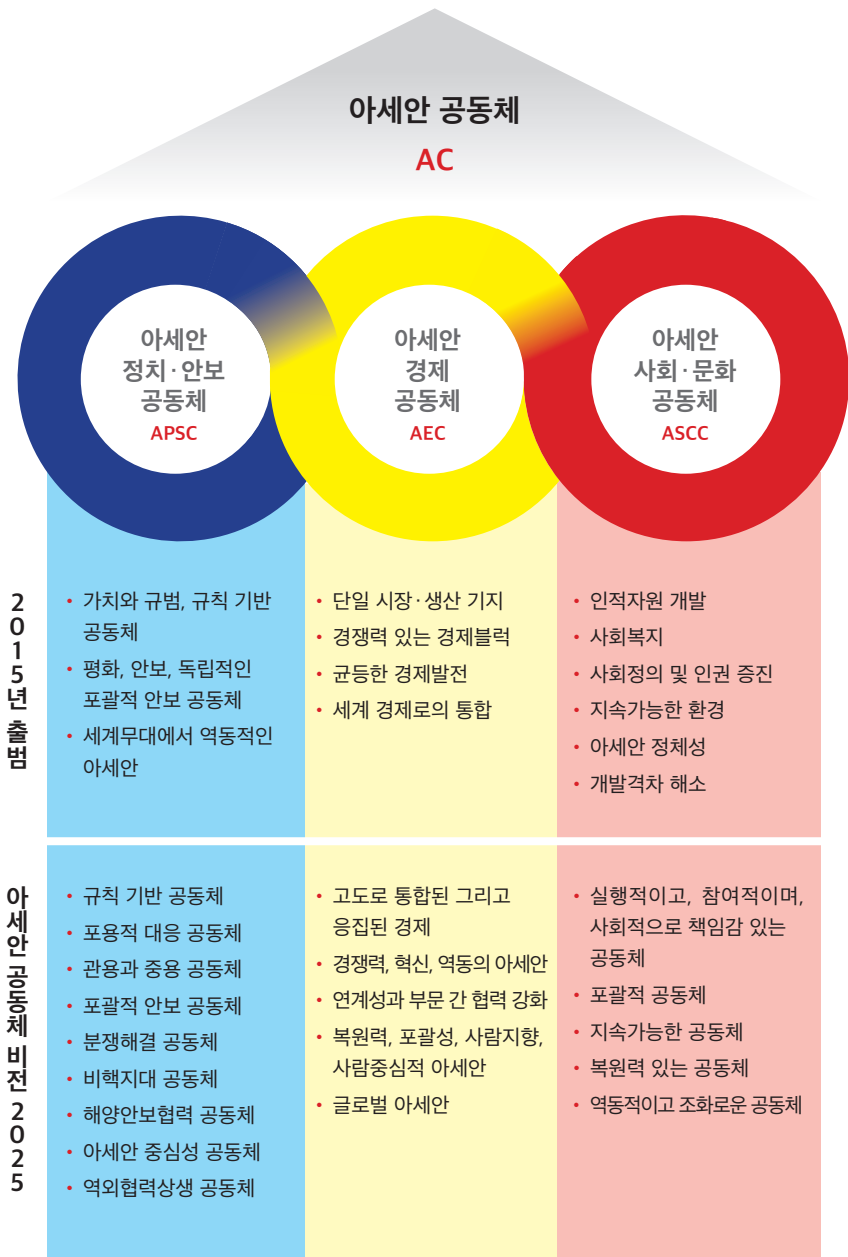 아세안 공동체
AC
아세안
정치·안보
공동체
APSC
아세안
경제
공동체
AEC
아세안
사회·문화
공동체
ASCC
2015년 출범
• 가치와 규범, 규칙 기반
공동체
• 평화, 안보, 독립적인
포괄적 안보 공동체
• 세계무대에서 역동적인
아세안
• 단일 시장·생산 기지
• 경쟁력 있는 경제블럭
• 균등한 경제발전
• 세계 경제로의 통합
• 인적자원 개발
• 사회복지
• 사회정의 및 인권 증진
• 지속가능한 환경
• 아세안 정체성
• 개발격차 해소
아세안 공동체 비전 2025
• 규칙 기반 공동체
• 포용적 대응 공동체
• 관용과 중용 공동체
• 포괄적 안보 공동체
• 분쟁해결 공동체
• 비핵지대 공동체
• 해양안보협력 공동체
• 아세안 중심성 공동체
• 역외협력상생 공동체
• 고도로 통합된 그리고
응집된 경제
• 경쟁력, 혁신, 역동의 아세안
• 연계성과 부문 간 협력 강화
• 복원력, 포괄성, 사람지향,
사람중심적 아세안
• 글로벌 아세안
• 실행적이고, 참여적이며,
사회적으로 책임감 있는
공동체
• 포괄적 공동체
• 지속가능한 공동체
• 복원력 있는 공동체
• 역동적이고 조화로운 공동체